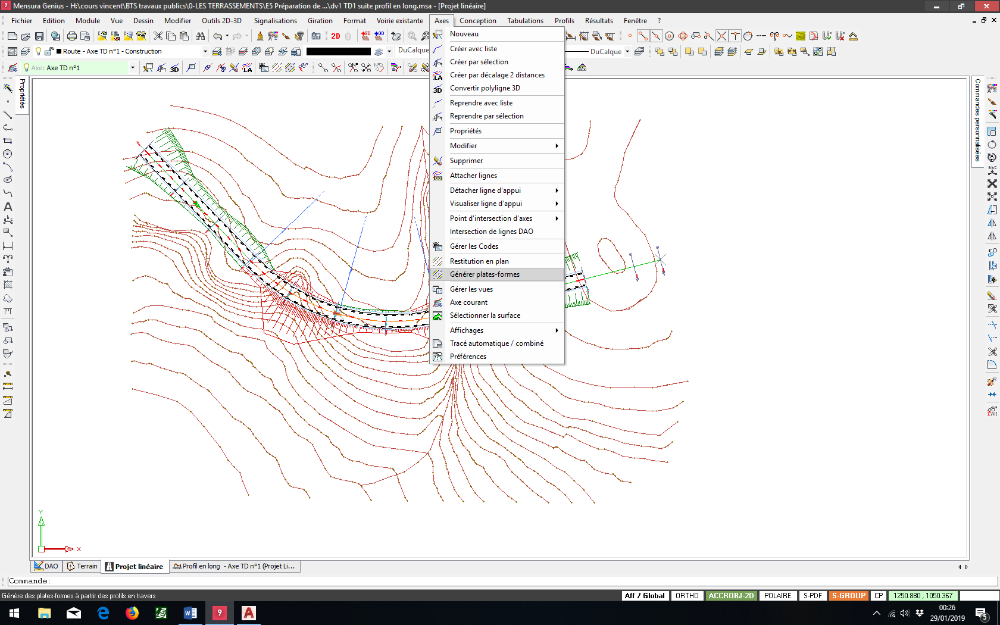 9 Mensura Genius - H:\cours vincent\BTS travaux publics\0-LES TERRASSEMENTS\E5 Préparation de ...\dv1 TD1 suite profil en long.msa - [Projet linéaire]
Fichier Edition Module Vue Dessin Modifier Outils 2D-3D Signalisations Giration Format Voirie existante Axes Conception Tabulations Profils Résultats Fenêtre ?
Aff 2D
Route - Axe TD n°1 - Construction DuCalque DuCalque
Axe: Axe TD n°1 3D LA
Propriétés
Commandes personnalisées
Nouveau
Créer avec liste
Créer par sélection
LA Créer par décalage 2 distances
3D Convertir polyligne 3D
Reprendre avec liste
Reprendre par sélection
Propriétés
Modifier
Supprimer
Attacher lignes
Détacher ligne d'appui
Visualiser ligne d'appui
Point d'intersection d'axes
Intersection de lignes DAO
Gérer les Codes
Restitution en plan
Générer plates-formes
Gérer les vues
Axe courant
Sélectionner la surface
Affichages
Tracé automatique / combiné
Préférences
Y
X
DAO Terrain Projet linéaire Profil en long - Axe TD n°1 (Projet Li...
Commande:
Génère des plates-formes à partir des profils en travers Aff / Global ORTHO ACCROBJ-2D POLAIRE S-PDF S-GROUP CP 1250.880 , 1050.367
00:26
29/01/2019
5